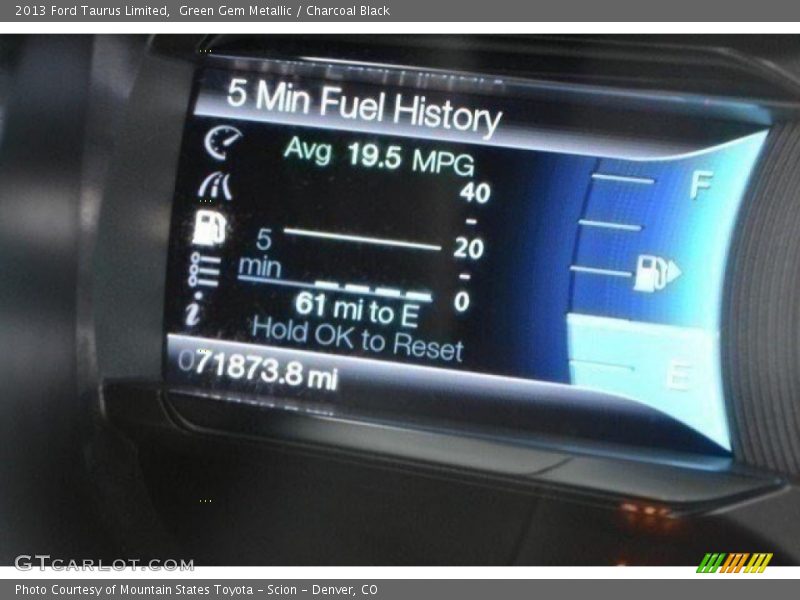 2013 Ford Taurus Limited,  Green Gem Metallic / Charcoal Black
5 Min Fuel History
Avg 19.5 MPG
40
5 min
20
0
61 mi to E
Hold OK to Reset
071873.8 mi
F
E
GTCARLOT.COM
Photo Courtesy of Mountain States Toyota - Scion - Denver, CO